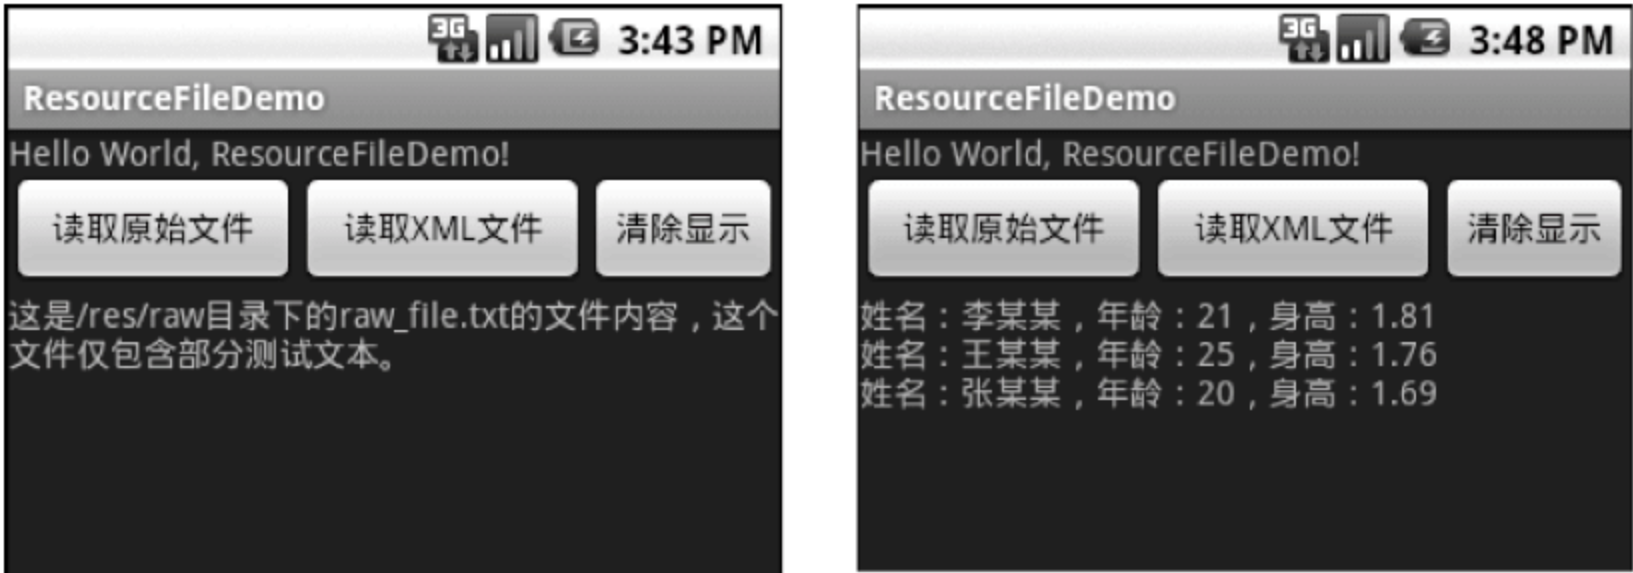 3G 3:43 PM
ResourceFileDemo
Hello World, ResourceFileDemo!
读取原始文件 读取XML文件 清除显示
这是/res/raw目录下的raw_file.txt的文件内容，这个
文件仅包含部分测试文本。
3G 3:48 PM
ResourceFileDemo
Hello World, ResourceFileDemo!
读取原始文件 读取XML文件 清除显示
姓名：李某某，年龄：21，身高：1.81
姓名：王某某，年龄：25，身高：1.76
姓名：张某某，年龄：20，身高：1.69